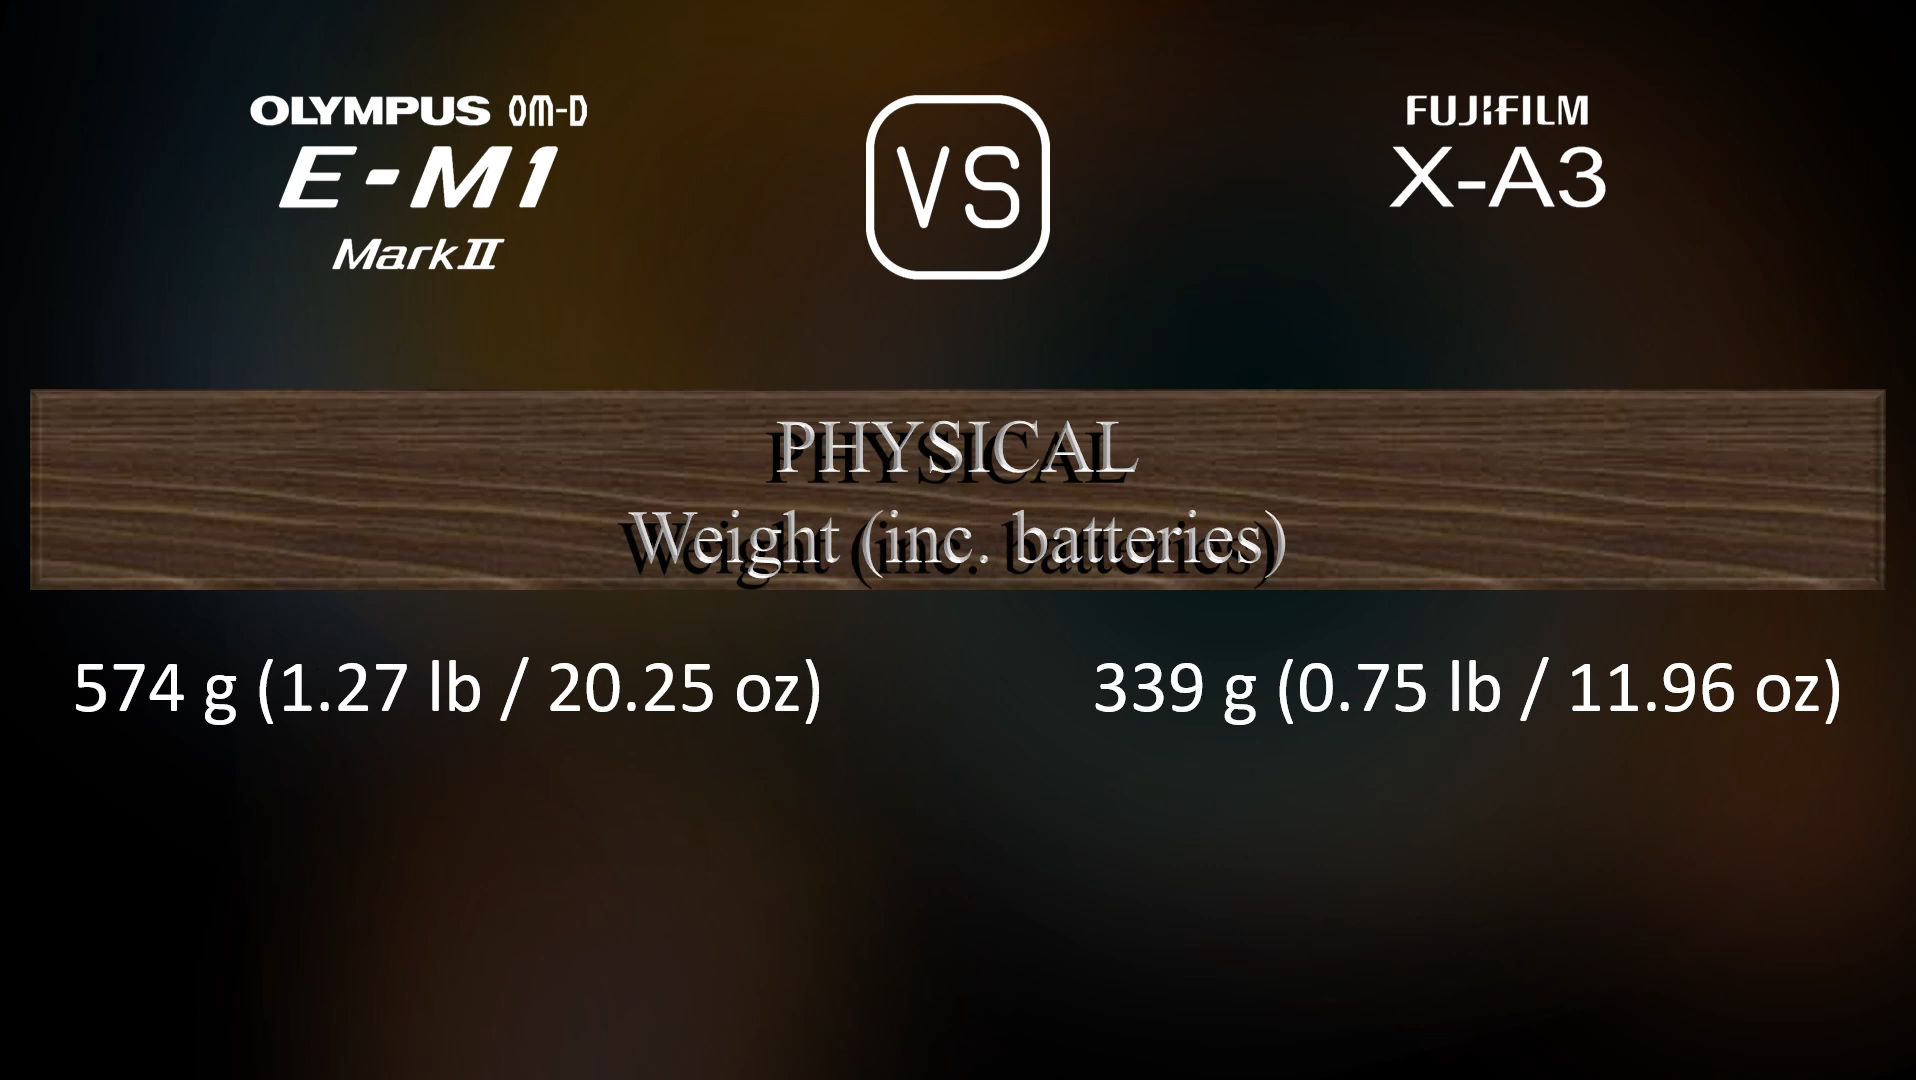 OLYMPUS OM-D
E-M1
Mark II
VS
FUJIFILM
X-A3
PHYSICAL
Weight (inc. batteries)
574 g (1.27 lb / 20.25 oz)
339 g (0.75 lb / 11.96 oz)